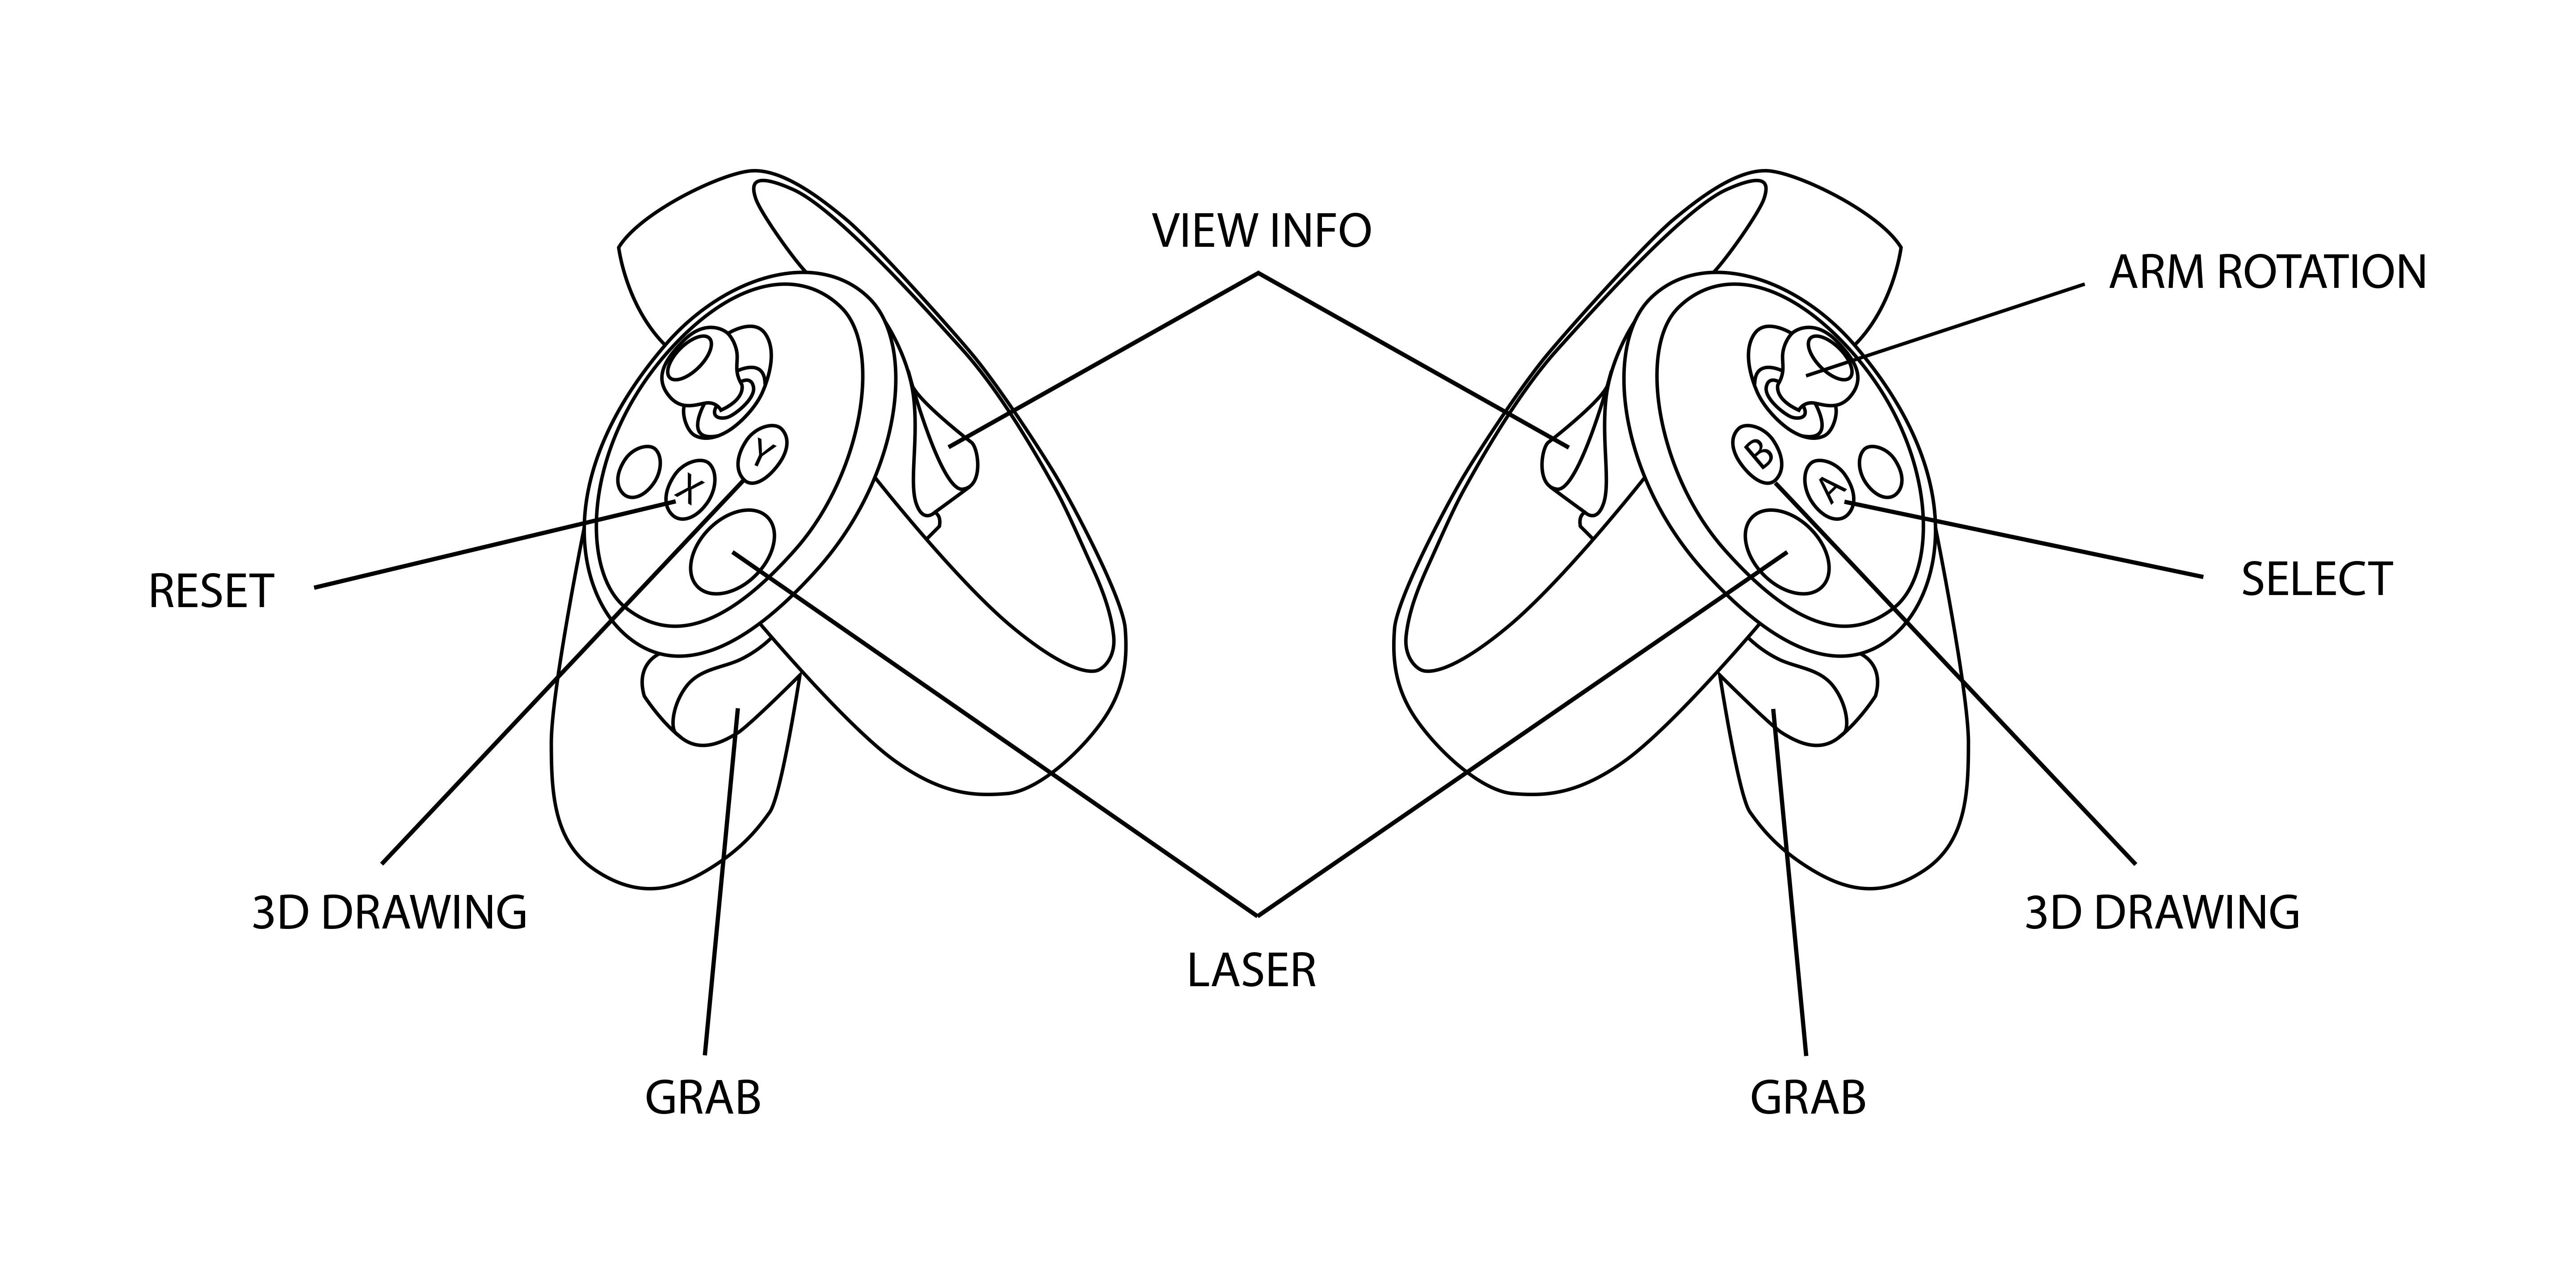 VIEW INFO
ARM ROTATION
Y
X
B
A
RESET
SELECT
3D DRAWING
3D DRAWING
LASER
GRAB
GRAB